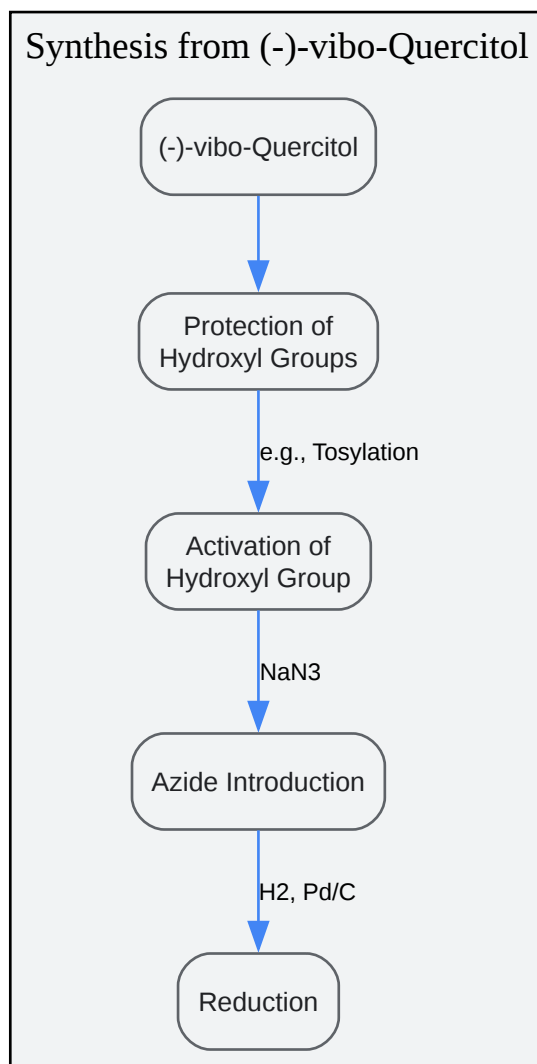 Synthesis from (-)-vibo-Quercitol
(-)-vibo-Quercitol
Protection of
Hydroxyl Groups
e.g., Tosylation
Activation of
Hydroxyl Group
NaN3
Azide Introduction
H2, Pd/C
Reduction